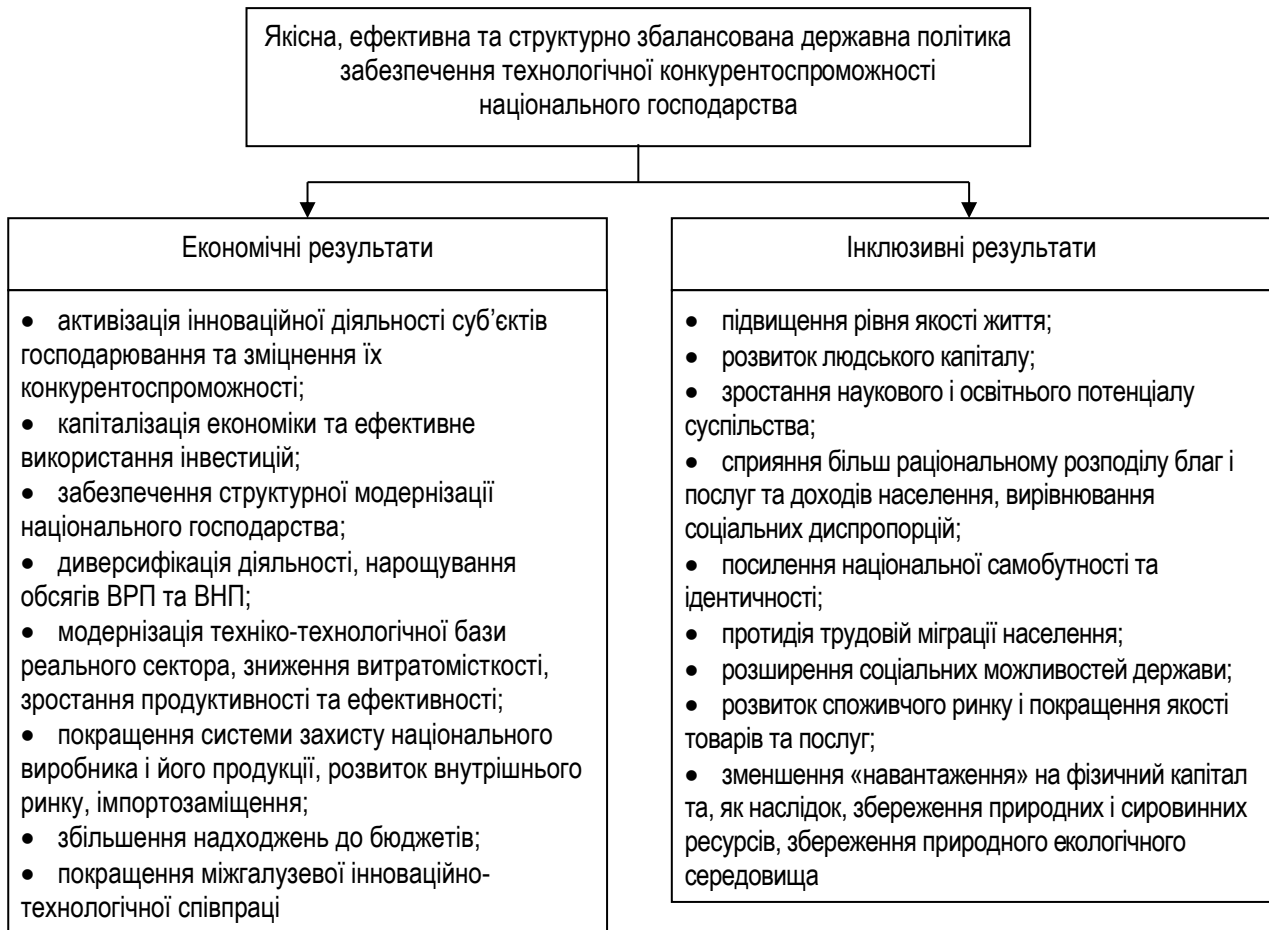 Якісна, ефективна та структурно збалансована державна політика
забезпечення технологічної конкурентоспроможності
національного господарства
Економічні результати
• активізація інноваційної діяльності суб’єктів
господарювання та зміцнення їх
конкурентоспроможності;
• капіталізація економіки та ефективне
використання інвестицій;
• забезпечення структурної модернізації
національного господарства;
• диверсифікація діяльності, нарощування
обсягів ВРП та ВНП;
• модернізація техніко-технологічної бази
реального сектора, зниження витратомісткості,
зростання продуктивності та ефективності;
• покращення системи захисту національного
виробника і його продукції, розвиток внутрішнього
ринку, імпортозаміщення;
• збільшення надходжень до бюджетів;
• покращення міжгалузевої інноваційно-
технологічної співпраці
Інклюзивні результати
• підвищення рівня якості життя;
• розвиток людського капіталу;
• зростання наукового і освітнього потенціалу
суспільства;
• сприяння більш раціональному розподілу благ і
послуг та доходів населення, вирівнювання
соціальних диспропорцій;
• посилення національної самобутності та
ідентичності;
• протидія трудовій міграції населення;
• розширення соціальних можливостей держави;
• розвиток споживчого ринку і покращення якості
товарів та послуг;
• зменшення «навантаження» на фізичний капітал
та, як наслідок, збереження природних і сировинних
ресурсів, збереження природного екологічного
середовища